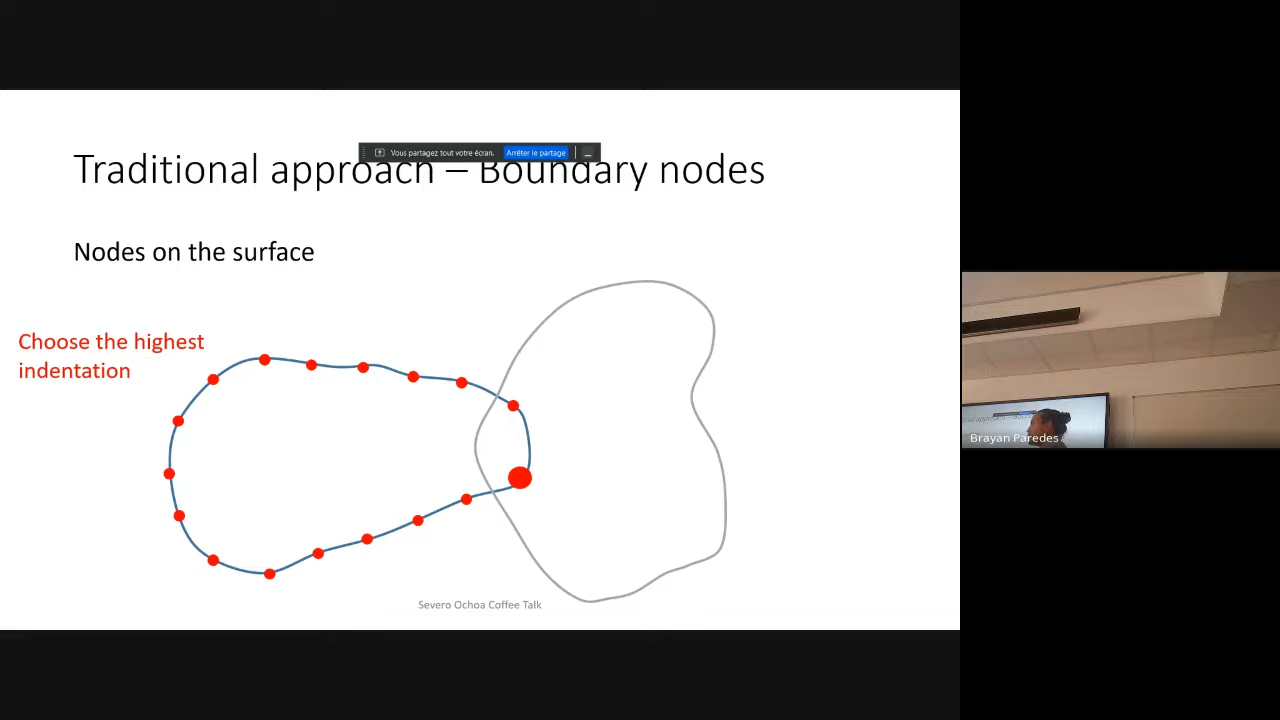 Vous partagez tout votre écran.
Arrêter le partage
Traditional approach – Boundary nodes
Nodes on the surface
Choose the highest
indentation
Severo Ochoa Coffee Talk
Brayan Paredes